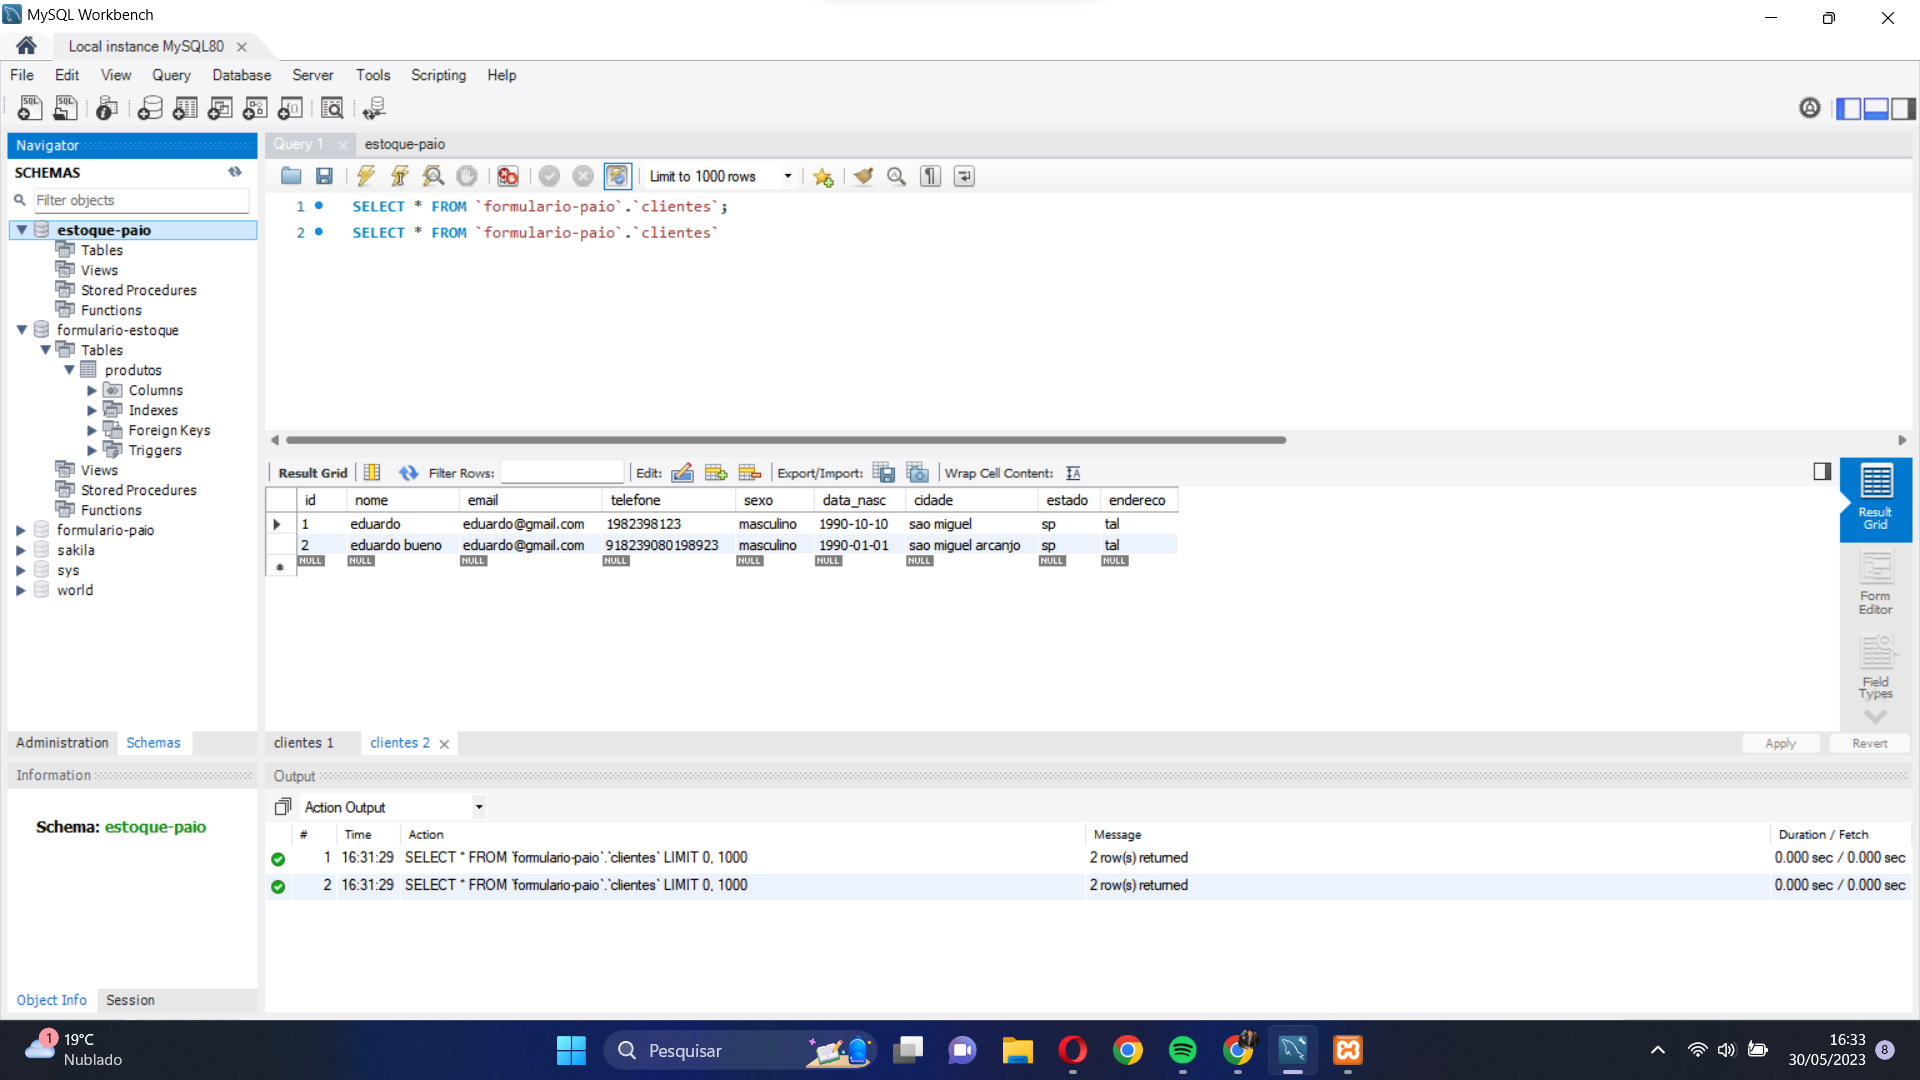 MySQL Workbench
Local instance MySQL80
File Edit View Query Database Server Tools Scripting Help
Navigator
SCHEMAS
Filter objects
estoque-paio
Tables
Views
Stored Procedures
Functions
formulario-estoque
Tables
produtos
Columns
Indexes
Foreign Keys
Triggers
Views
Stored Procedures
Functions
formulario-paio
sakila
sys
world
Administration Schemas
Information
Schema: estoque-paio
Object Info Session
Query 1 estoque-paio
Limit to 1000 rows
1 SELECT * FROM `formulario-paio`.`clientes`;
2 SELECT * FROM `formulario-paio`.`clientes`
Result Grid Filter Rows: Edit: Export/Import: Wrap Cell Content:
id nome email telefone sexo data_nasc cidade estado endereco
1 eduardo eduardo@gmail.com 1982398123 masculino 1990-10-10 sao miguel sp tal
2 eduardo bueno eduardo@gmail.com 918239080198923 masculino 1990-01-01 sao miguel arcanjo sp tal
NULL NULL NULL NULL NULL NULL NULL NULL NULL
Result
Grid
Form
Editor
Field
Types
clientes 1 clientes 2 Apply Revert
Output
Action Output
# Time Action Message Duration / Fetch
1 16:31:29 SELECT * FROM `formulario-paio`.`clientes` LIMIT 0, 1000 2 row(s) returned 0.000 sec / 0.000 sec
2 16:31:29 SELECT * FROM `formulario-paio`.`clientes` LIMIT 0, 1000 2 row(s) returned 0.000 sec / 0.000 sec
1 19°C
Nublado
Pesquisar
16:33
30/05/2023
8